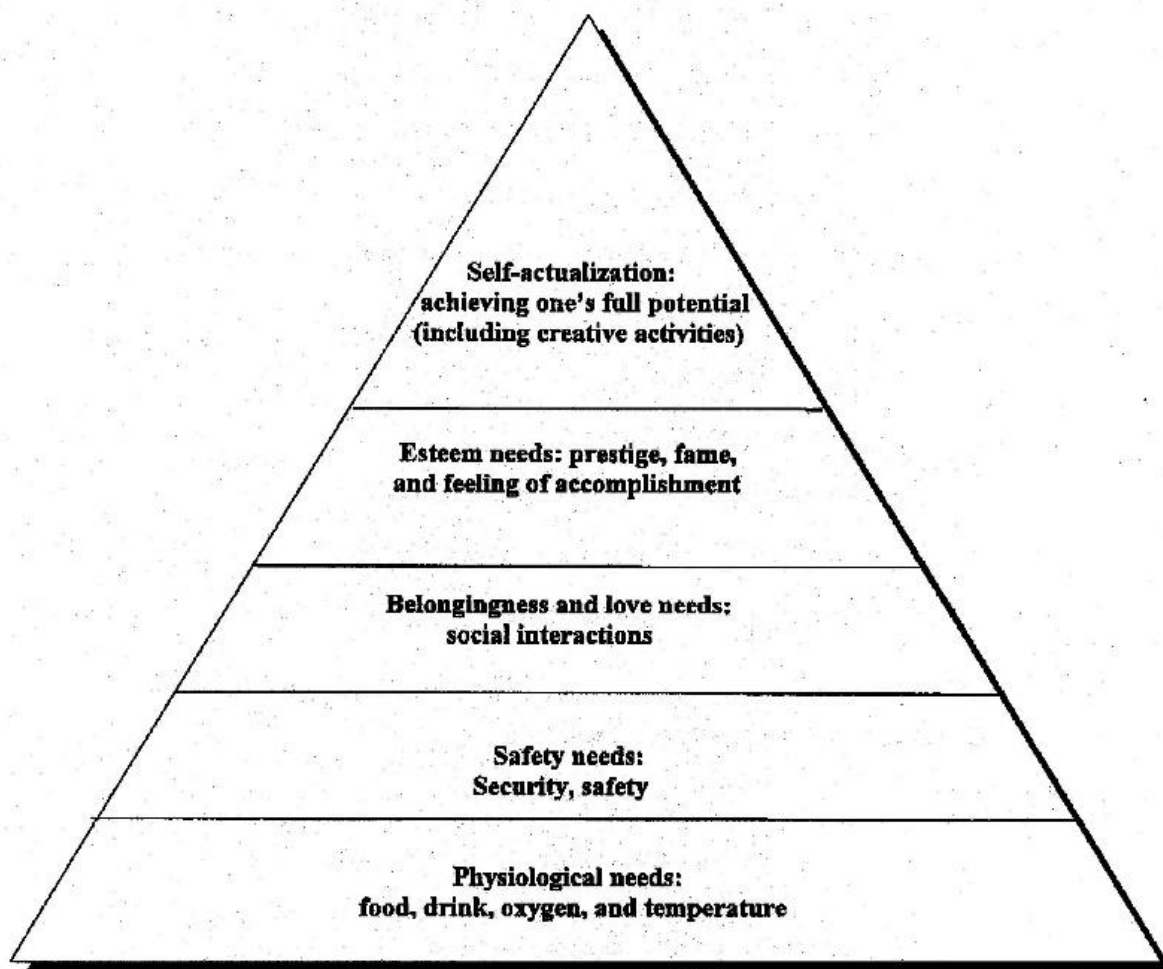 Self-actualization:
achieving one's full potential
(including creative activities)
Esteem needs: prestige, fame,
and feeling of accomplishment
Belongingness and love needs:
social interactions
Safety needs:
Security, safety
Physiological needs:
food, drink, oxygen, and temperature